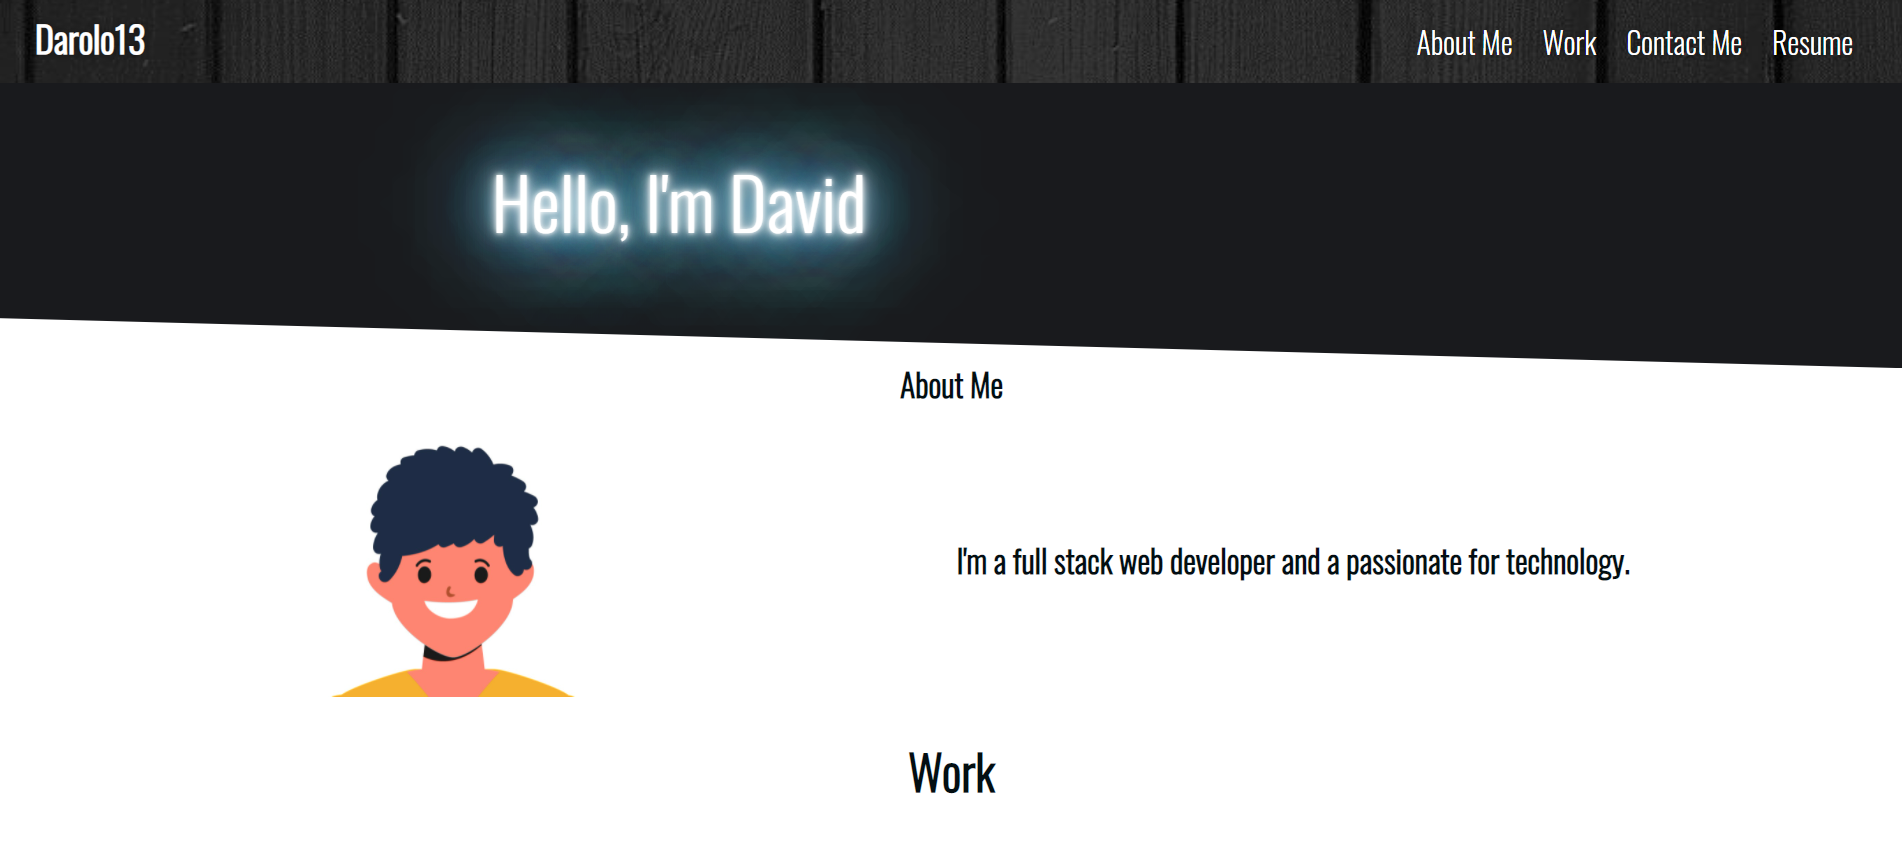 Darolo13
About Me
Work
Contact Me
Resume
Hello, I'm David
About Me
I'm a full stack web developer and a passionate for technology.
Work